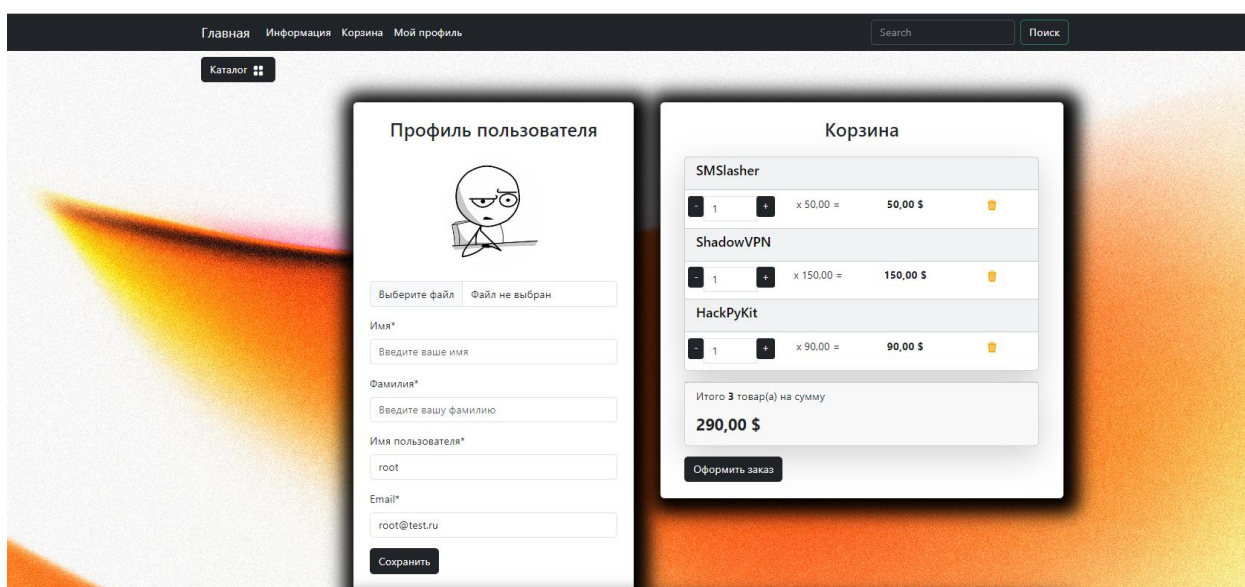 Главная Информация Корзина Мой профиль Search Поиск
Каталог
Профиль пользователя
Выберите файл Файл не выбран
Имя*
Введите ваше имя
Фамилия*
Введите вашу фамилию
Имя пользователя*
root
Email*
root@test.ru
Сохранить
Корзина
SMSlasher
- 1 + x 50,00 = 50,00 $
ShadowVPN
- 1 + x 150,00 = 150,00 $
HackPyKit
- 1 + x 90,00 = 90,00 $
Итого 3 товар(а) на сумму
290,00 $
Оформить заказ